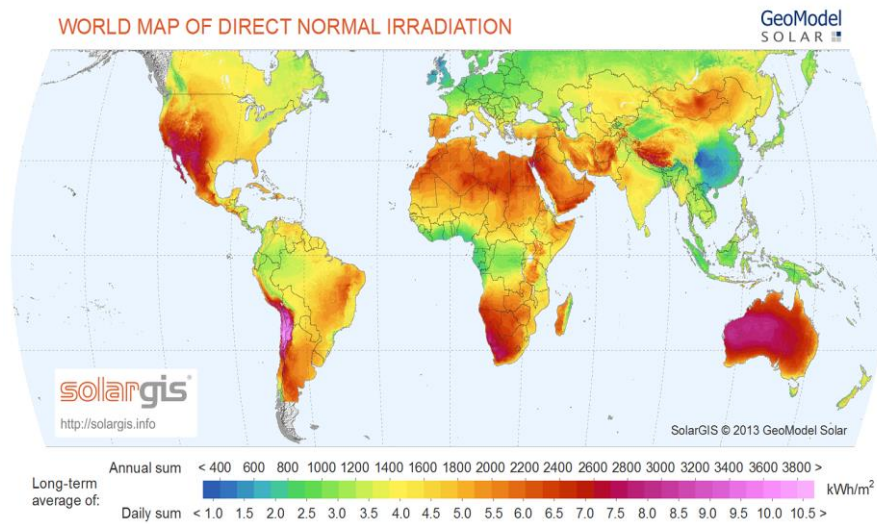 WORLD MAP OF DIRECT NORMAL IRRADIATION
GeoModel
SOLAR
solargis
http://solargis.info
SolarGIS © 2013 GeoModel Solar
Annual sum < 400 600 800 1000 1200 1400 1600 1800 2000 2200 2400 2600 2800 3000 3200 3400 3600 3800 >
Long-term
average of:
kWh/m²
Daily sum < 1.0 1.5 2.0 2.5 3.0 3.5 4.0 4.5 5.0 5.5 6.0 6.5 7.0 7.5 8.0 8.5 9.0 9.5 10.0 10.5 >